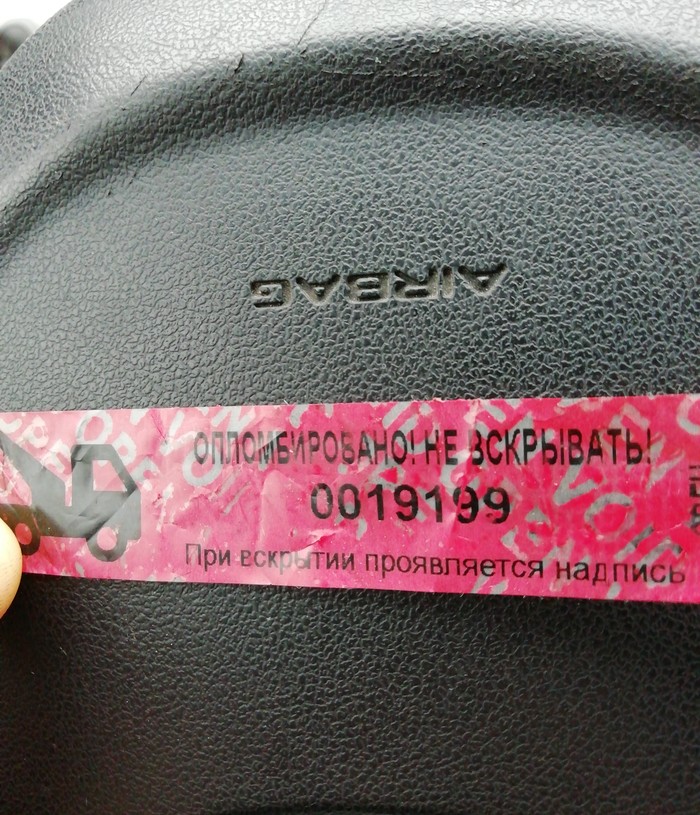 AIRBAG
ОПЛОМБИРОВАНО! НЕ ВСКРЫВАТЬ!
0019199
При вскрытии проявляется надпись